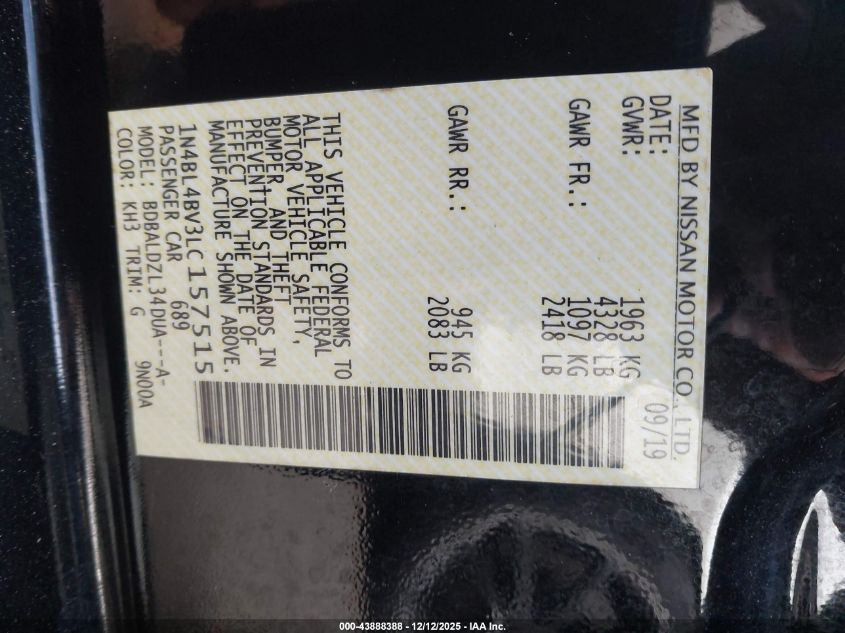 MFD BY NISSAN MOTOR CO., LTD.
DATE: 09/19
GVWR: 1963 KG
4328 LB
GAWR FR.: 1097 KG
2418 LB
GAWR RR.: 945 KG
2083 LB
THIS VEHICLE CONFORMS TO
ALL APPLICABLE FEDERAL
MOTOR VEHICLE SAFETY,
BUMPER, AND THEFT
PREVENTION STANDARDS IN
EFFECT ON THE DATE OF
MANUFACTURE SHOWN ABOVE.
1N4BL4BV3LC157515
PASSENGER CAR 689
MODEL: BDBALDZL34DUA---A-
COLOR: KH3 TRIM: G 9N00A
000-43888388 - 12/12/2025 - IAA Inc.